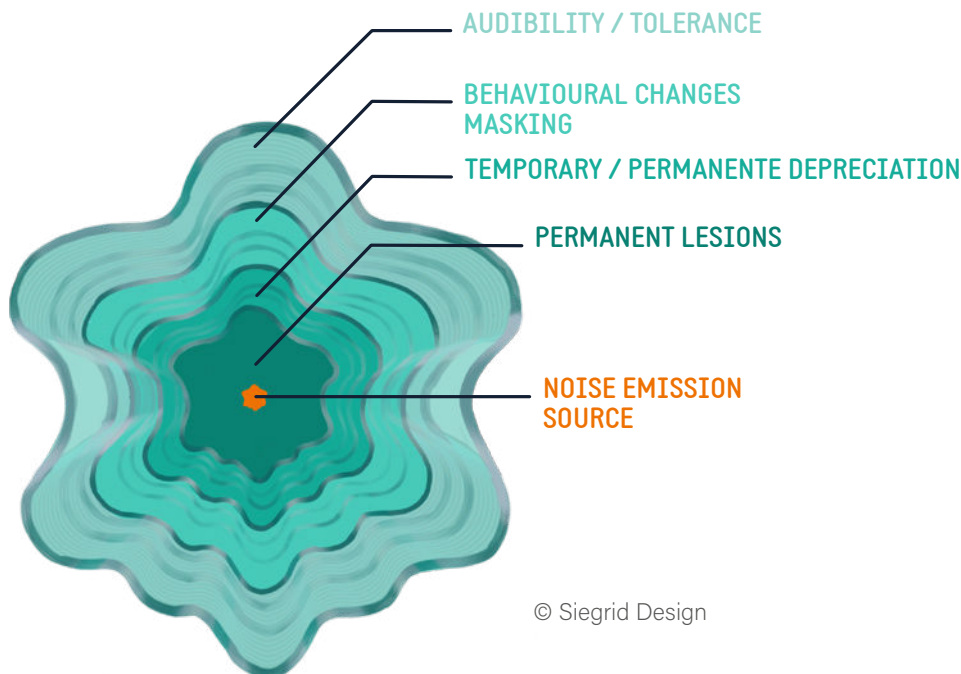 AUDIBILITY / TOLERANCE
BEHAVIOURAL CHANGES
MASKING
TEMPORARY / PERMANENTE DEPRECIATION
PERMANENT LESIONS
NOISE EMISSION
SOURCE
© Siegrid Design